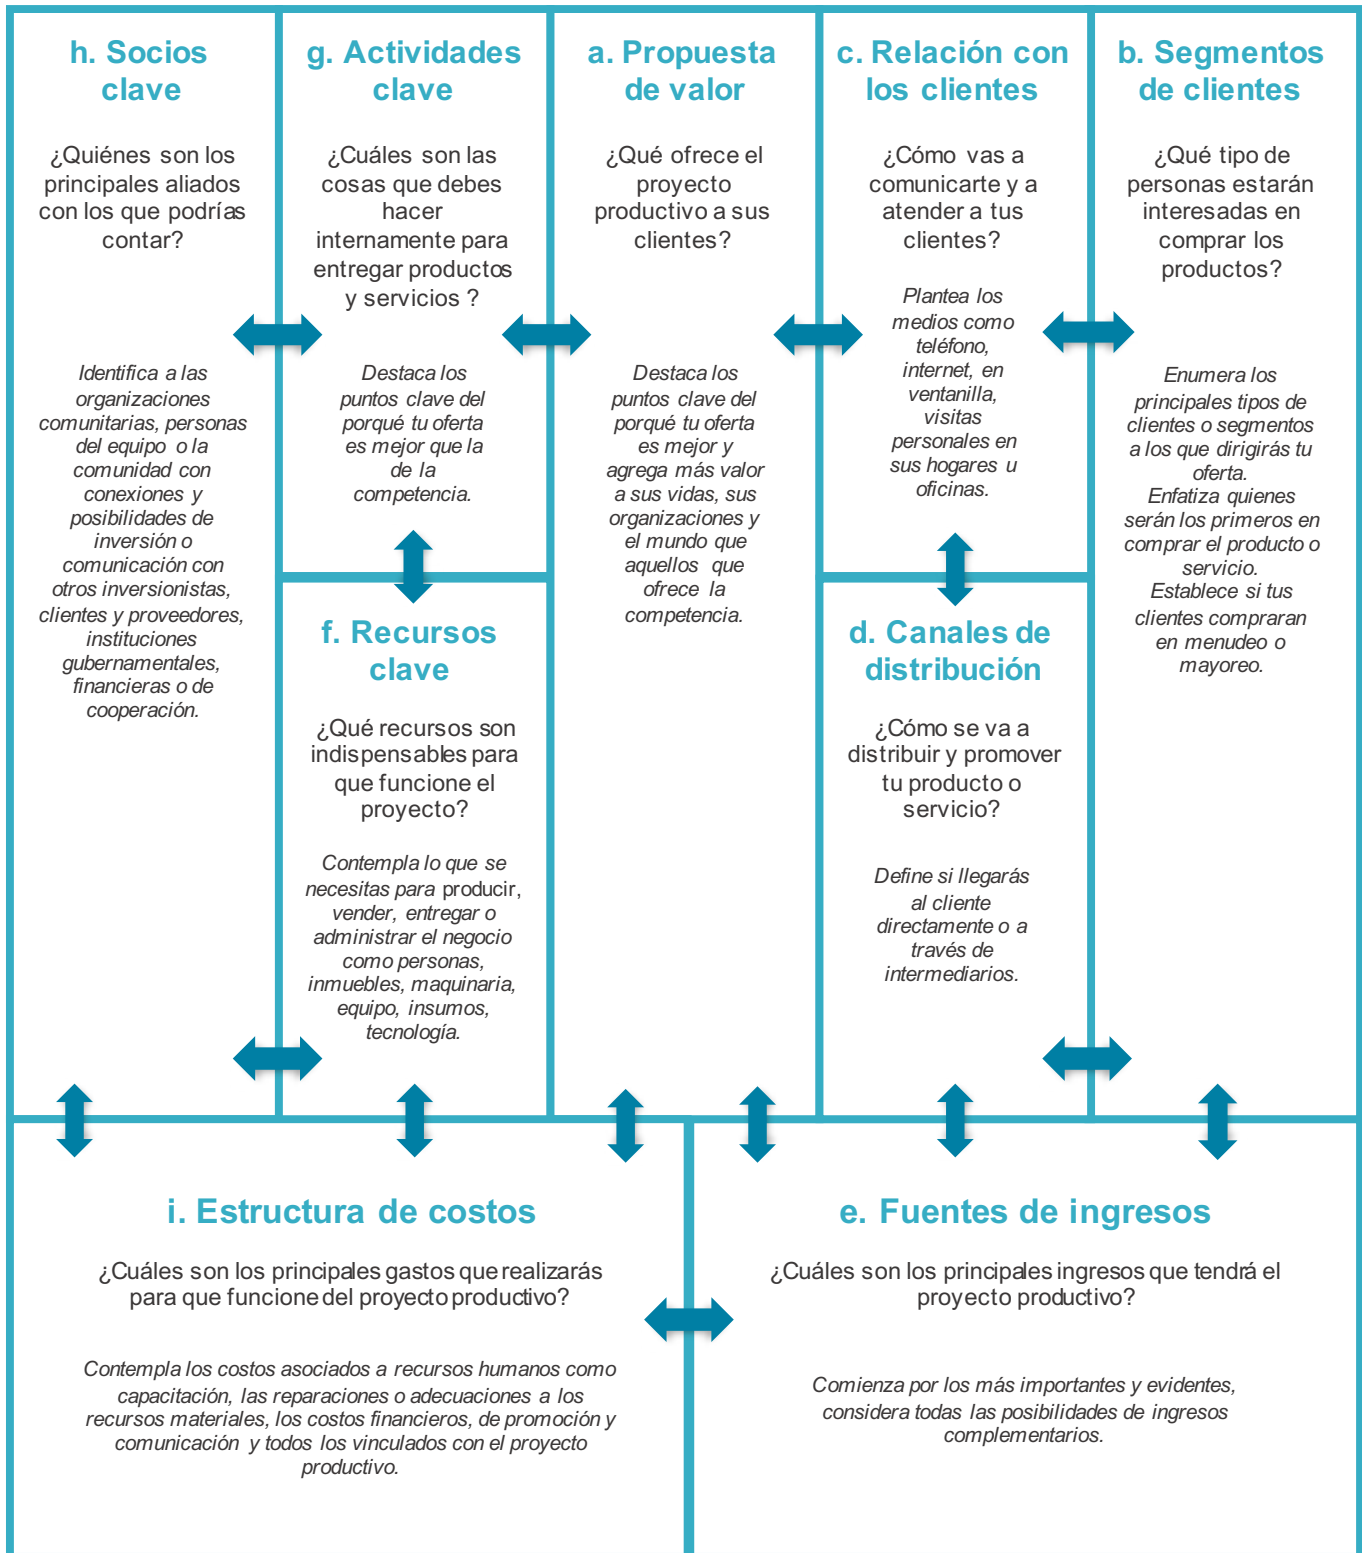 h. Socios
clave
¿Quiénes son los
principales aliados
con los que podrías
contar?
Identifica a las
organizaciones
comunitarias, personas
del equipo o la
comunidad con
conexiones y
posibilidades de
inversión o
comunicación con
otros inversionistas,
clientes y proveedores,
instituciones
gubernamentales,
financieras o de
cooperación.
g. Actividades
clave
¿Cuáles son las
cosas que debes
hacer
internamente para
entregar productos
y servicios ?
Destaca los
puntos clave del
porqué tu oferta
es mejor que la
de la
competencia.
f. Recursos
clave
¿Qué recursos son
indispensables para
que funcione el
proyecto?
Contempla lo que se
necesitas para producir,
vender, entregar o
administrar el negocio
como personas,
inmuebles, maquinaria,
equipo, insumos,
tecnología.
a. Propuesta
de valor
¿Qué ofrece el
proyecto
productivo a sus
clientes?
Destaca los
puntos clave del
porqué tu oferta
es mejor y
agrega más valor
a sus vidas, sus
organizaciones y
el mundo que
aquellos que
ofrece la
competencia.
c. Relación con
los clientes
¿Cómo vas a
comunicarte y a
atender a tus
clientes?
Plantea los
medios como
teléfono,
internet, en
ventanilla,
visitas
personales en
sus hogares u
oficinas.
d. Canales de
distribución
¿Cómo se va a
distribuir y promover
tu producto o
servicio?
Define si llegarás
al cliente
directamente o a
través de
intermediarios.
b. Segmentos
de clientes
¿Qué tipo de
personas estarán
interesadas en
comprar los
productos?
Enumera los
principales tipos de
clientes o segmentos
a los que dirigirás tu
oferta.
Enfatiza quienes
serán los primeros en
comprar el producto o
servicio.
Establece si tus
clientes compraran
en menudeo o
mayoreo.
i. Estructura de costos
¿Cuáles son los principales gastos que realizarás
para que funcione del proyecto productivo?
Contempla los costos asociados a recursos humanos como
capacitación, las reparaciones o adecuaciones a los
recursos materiales, los costos financieros, de promoción y
comunicación y todos los vinculados con el proyecto
productivo.
e. Fuentes de ingresos
¿Cuáles son los principales ingresos que tendrá el
proyecto productivo?
Comienza por los más importantes y evidentes,
considera todas las posibilidades de ingresos
complementarios.